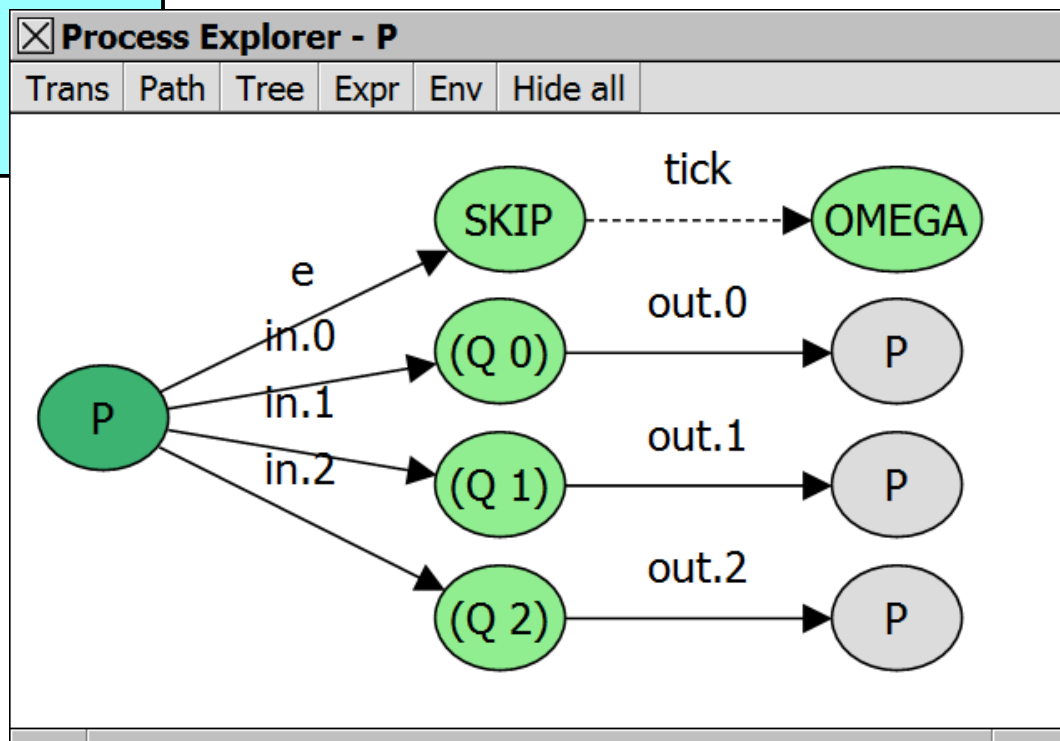 Process Explorer - P
Trans Path Tree Expr Env Hide all
tick
SKIP OMEGA
e
out.0
in.0
(Q 0) P
in.1
P
out.1
in.2
(Q 1) P
out.2
(Q 2) P